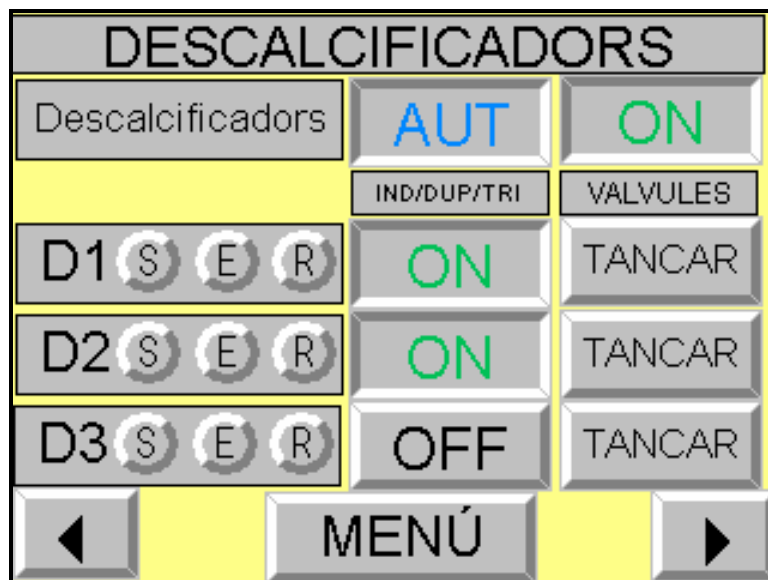 DESCALCIFICADORS
Descalcificadors AUT ON
IND/DUP/TRI VALVULES
D1 S E R ON TANCAR
D2 S E R ON TANCAR
D3 S E R OFF TANCAR
MENÚ